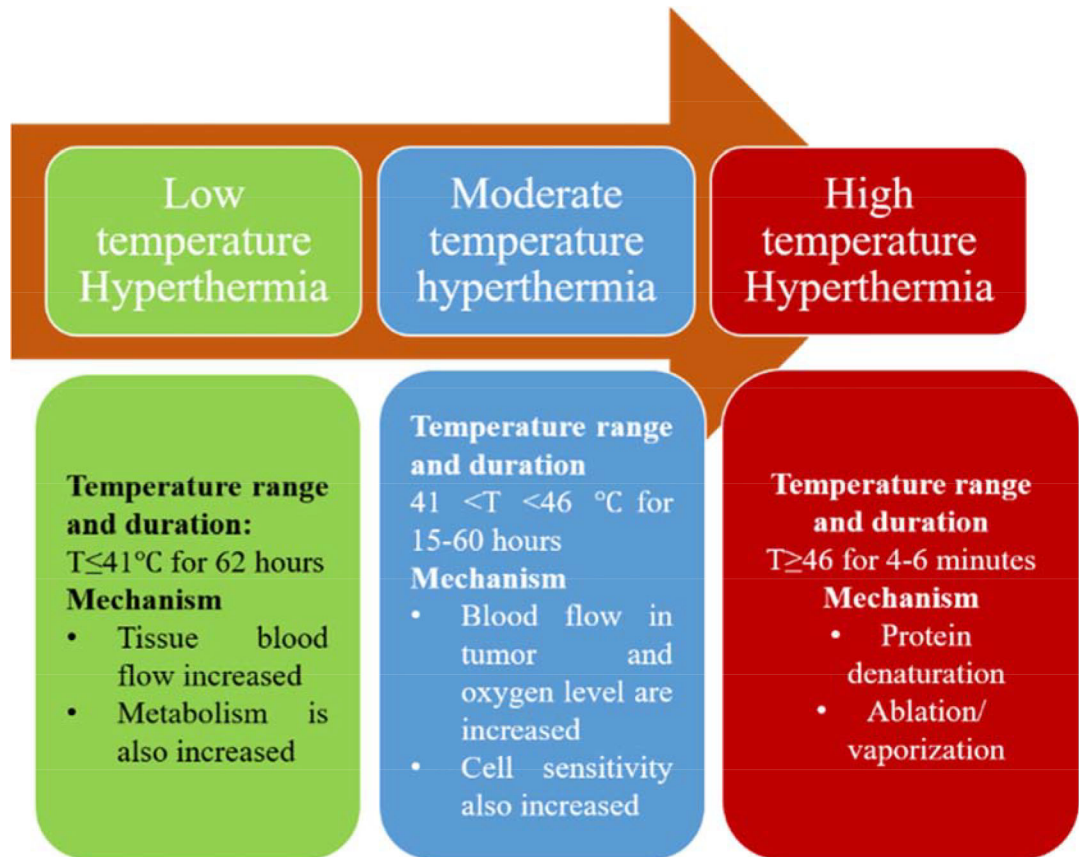 Low
temperature
Hyperthermia
Moderate
temperature
hyperthermia
High
temperature
Hyperthermia
Temperature range
and duration:
T≤41℃ for 62 hours
Mechanism
• Tissue blood
flow increased
• Metabolism is
also increased
Temperature range
and duration
41 <T <46 ℃ for
15-60 hours
Mechanism
• Blood flow in
tumor and
oxygen level are
increased
• Cell sensitivity
also increased
Temperature range
and duration
T≥46 for 4-6 minutes
Mechanism
• Protein
denaturation
• Ablation/
vaporization